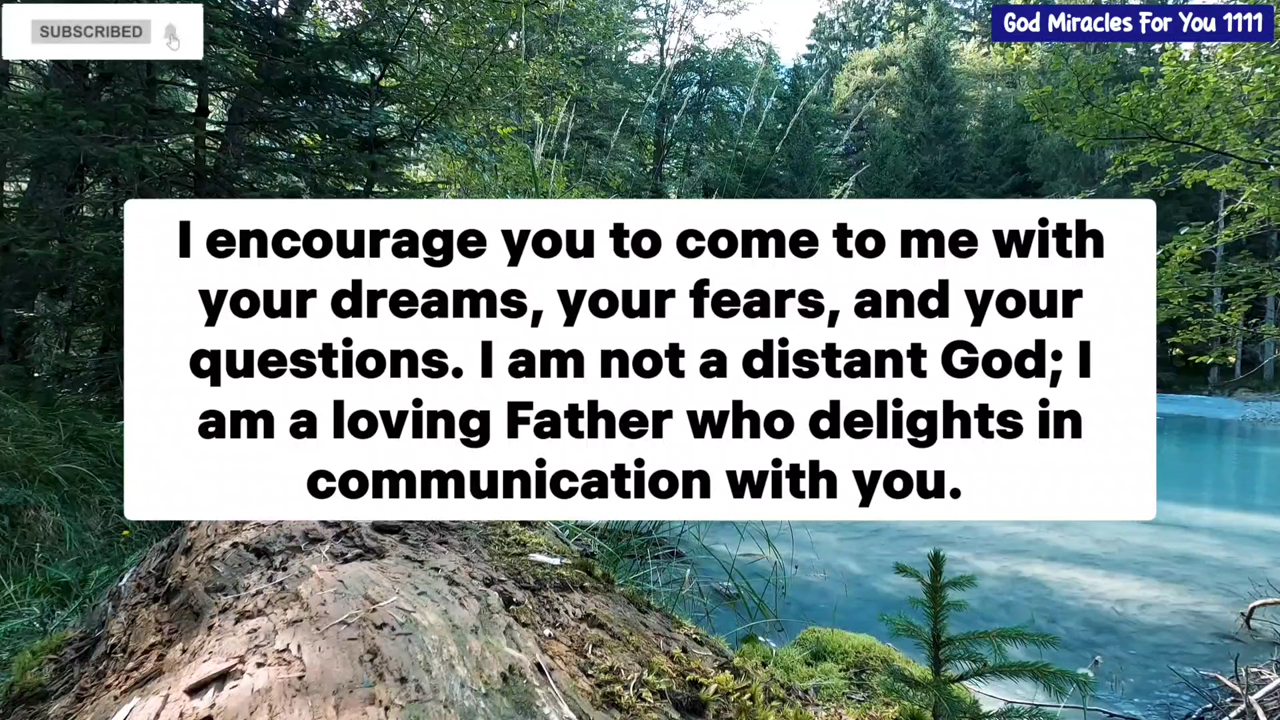 SUBSCRIBED
God Miracles For You 1111
I encourage you to come to me with
your dreams, your fears, and your
questions. I am not a distant God; I
am a loving Father who delights in
communication with you.